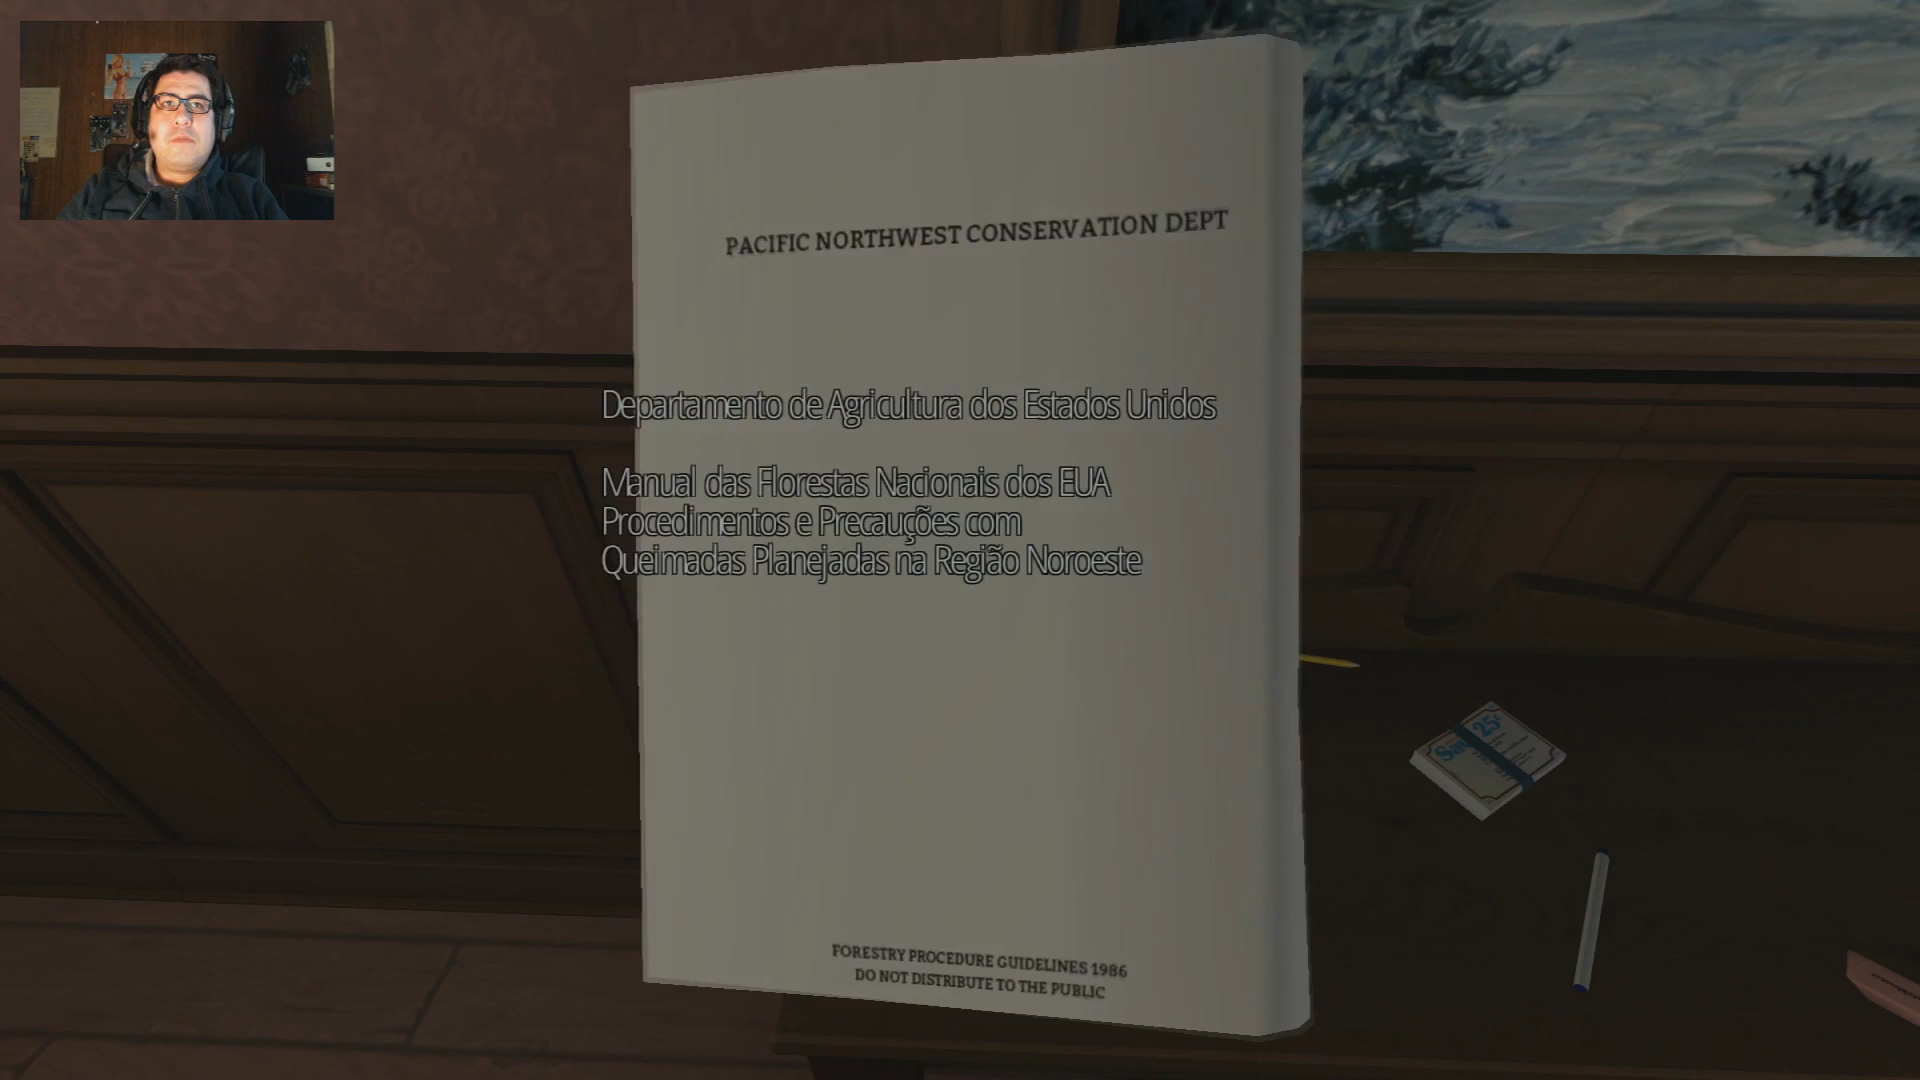 PACIFIC NORTHWEST CONSERVATION DEPT
Departamento de Agricultura dos Estados Unidos
Manual das Florestas Nacionais dos EUA
Procedimentos e Precauções com
Queimadas Planejadas na Região Noroeste
FORESTRY PROCEDURE GUIDELINES 1986
DO NOT DISTRIBUTE TO THE PUBLIC
25¢